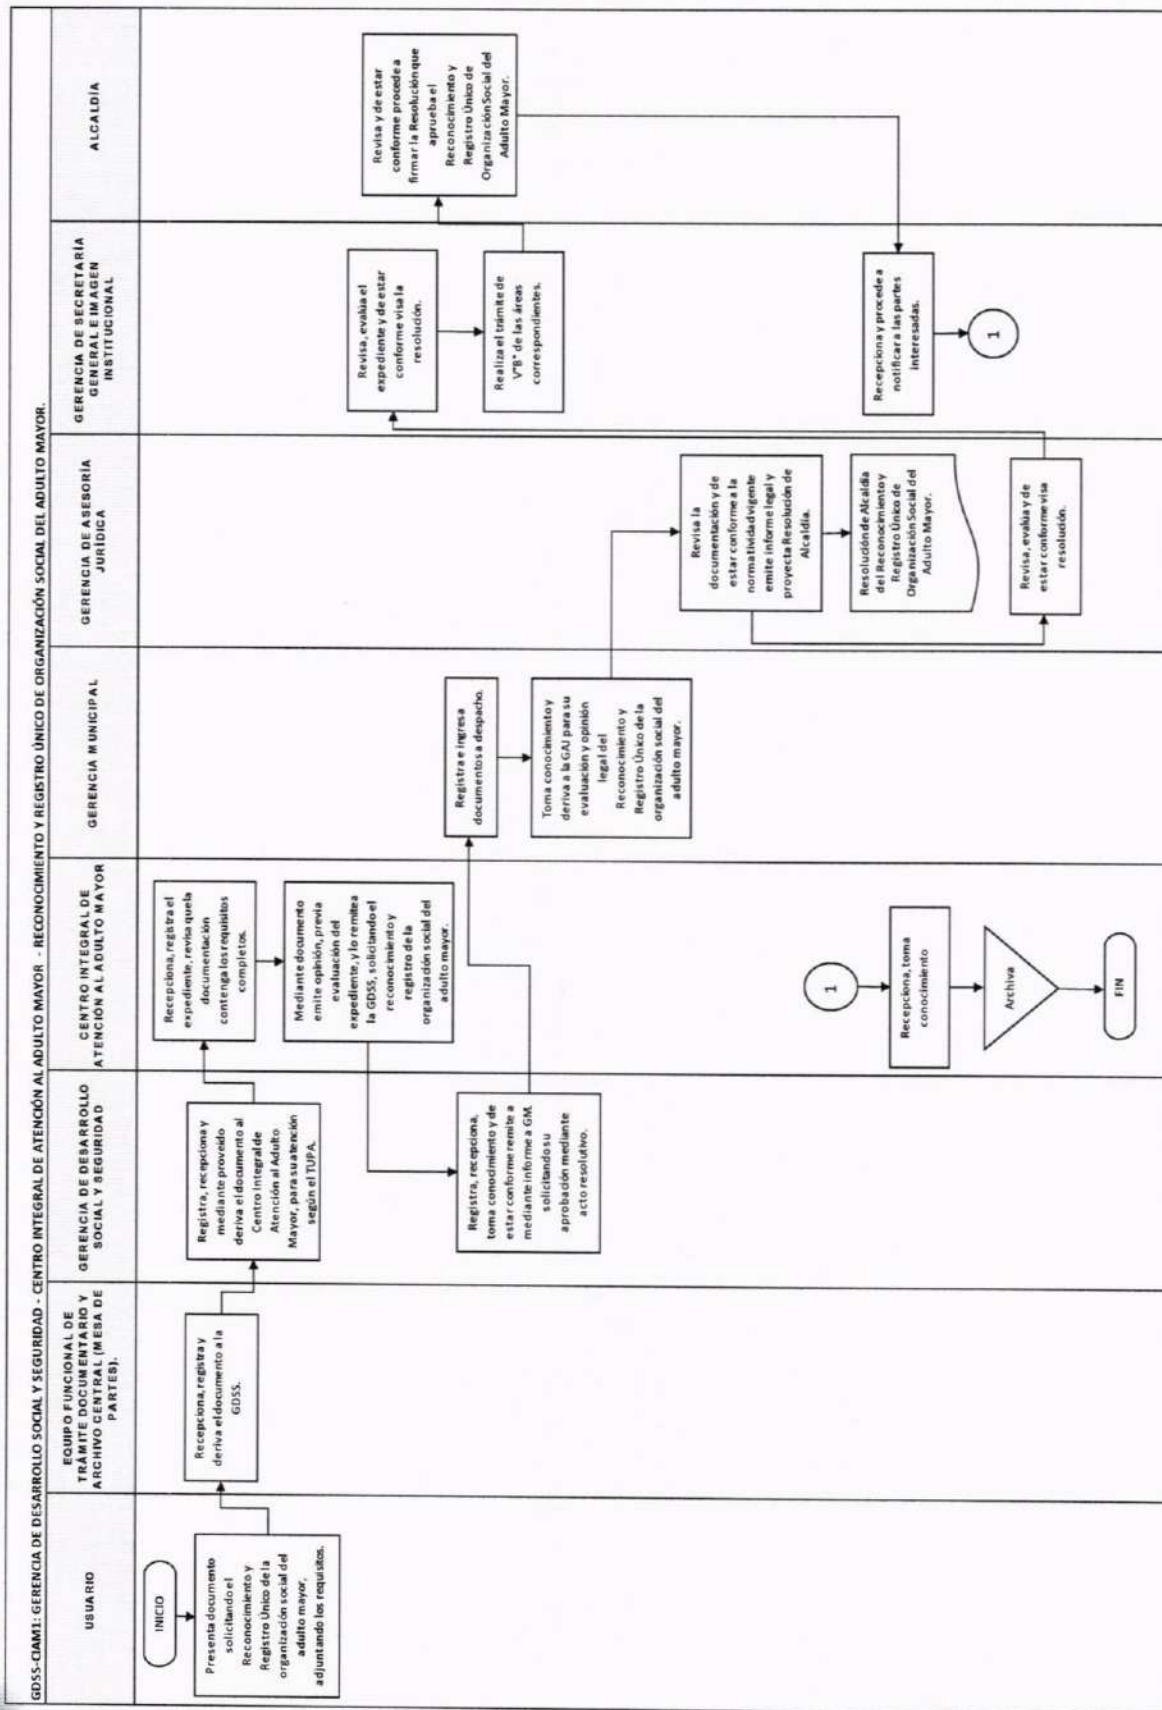 GDSS-CIAM1: GERENCIA DE DESARROLLO SOCIAL Y SEGURIDAD - CENTRO INTEGRAL DE ATENCIÓN AL ADULTO MAYOR - RECONOCIMIENTO Y REGISTRO ÚNICO DE ORGANIZACIÓN SOCIAL DEL ADULTO MAYOR.
USUARIO
EQUIPO FUNCIONAL DE
TRÁMITE DOCUMENTARIO Y
ARCHIVO CENTRAL (MESA DE
PARTES).
GERENCIA DE DESARROLLO
SOCIAL Y SEGURIDAD
CENTRO INTEGRAL DE
ATENCIÓN AL ADULTO MAYOR
GERENCIA MUNICIPAL
GERENCIA DE ASESORÍA
JURÍDICA
GERENCIA DE SECRETARÍA
GENERAL E IMAGEN
INSTITUCIONAL
ALCALDÍA
INICIO
Presenta documento
solicitando el
Reconocimiento y
Registro Único de la
organización social del
adulto mayor,
adjuntando los requisitos.
Recepciona, registra y
deriva el documento a la
GDSS.
Registra, recepciona y
mediante proveido
deriva el documento al
Centro Integral de
Atención al Adulto
Mayor, para su atención
según el TUPA.
Recepciona, registra el
expediente, revisa que la
documentación
contenga los requisitos
completos.
Mediante documento
emite opinión, previa
evaluación del
expediente, y lo remite a
la GDSS, solicitando el
reconocimiento y
registro de la
organización social del
adulto mayor.
Registra, recepciona,
toma conocimiento y de
estar conforme remite a
mediante informe a GM.
solicitando su
aprobación mediante
acto resolutivo.
Registra e ingresa
documentos a despacho.
Toma conocimiento y
deriva a la GAJ para su
evaluación y opinión
legal del
Reconocimiento y
Registro Único de la
organización social del
adulto mayor.
Revisa la
documentación y de
estar conforme a la
normatividad vigente
emite informe legal y
proyecta Resolución de
Alcaldía.
Resolución de Alcaldía
del Reconocimiento y
Registro Único de
Organización Social del
Adulto Mayor.
Revisa, evalúa y de
estar conforme visa
resolución.
Revisa, evalúa el
expediente y de estar
conforme visa la
resolución.
Realiza el trámite de
V°B° de las áreas
correspondientes.
Revisa y de estar
conforme procede a
firmar la Resolución que
aprueba el
Reconocimiento y
Registro Único de
Organización Social del
Adulto Mayor.
Recepciona y procede a
notificar a las partes
interesadas.
1
1
Recepciona, toma
conocimiento
Archiva
FIN